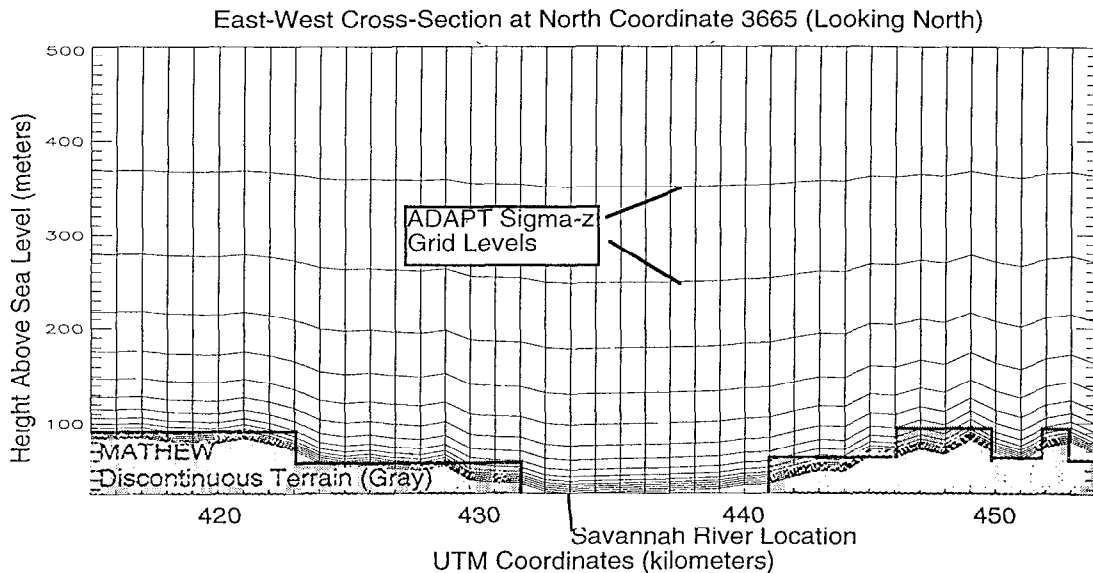 East-West Cross-Section at North Coordinate 3665 (Looking North)
Height Above Sea Level (meters)
500
400
300
200
100
ADAPT Sigma-z
Grid Levels
MATHEW
Discontinuous Terrain (Gray)
420
430
440
450
Savannah River Location
UTM Coordinates (kilometers)